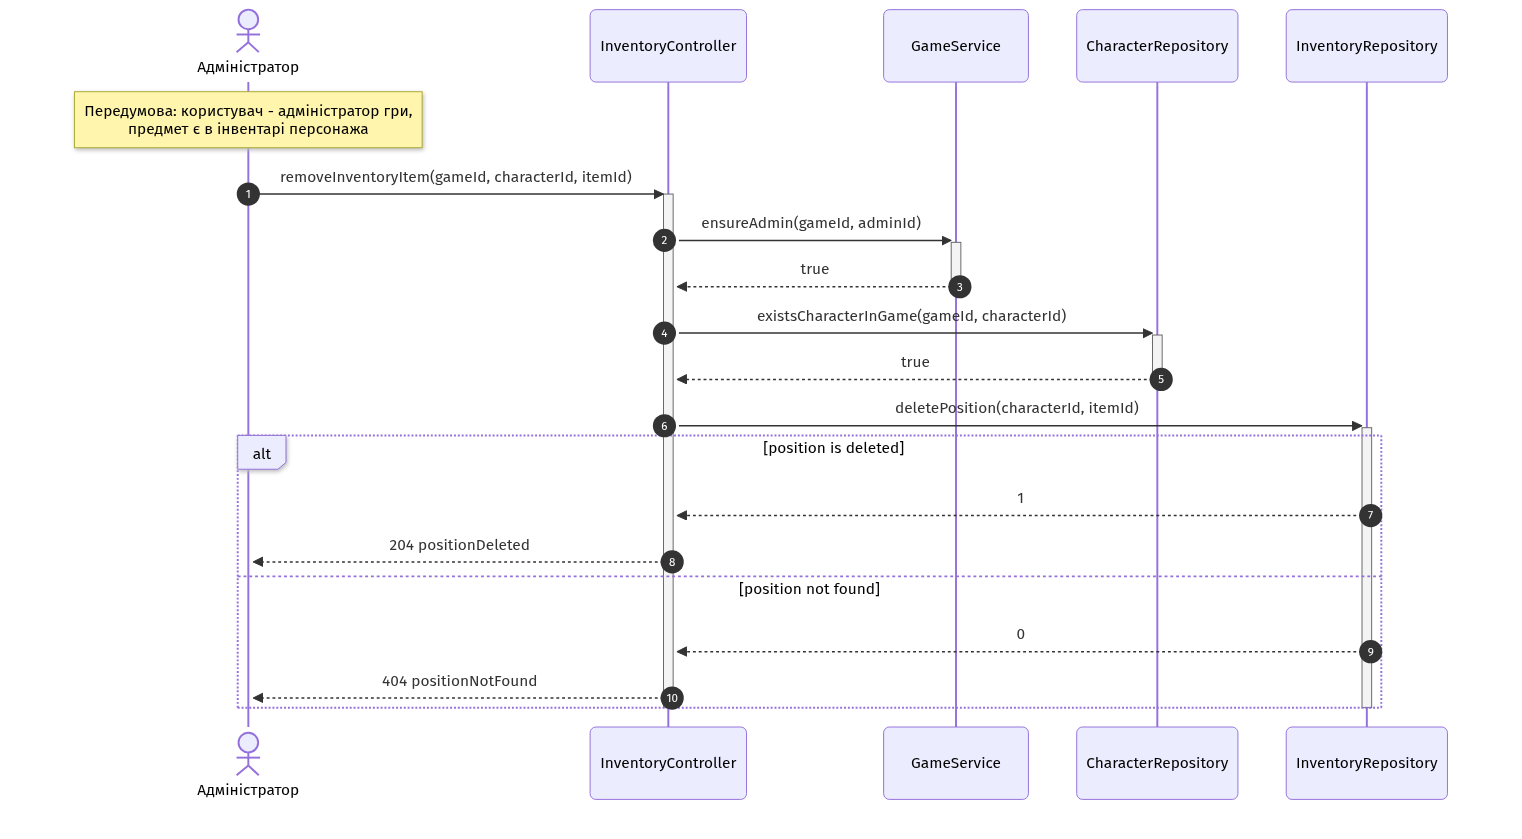 Адміністратор
InventoryController
GameService
CharacterRepository
InventoryRepository
Передумова: користувач - адміністратор гри,
предмет є в інвентарі персонажа
1
removeInventoryItem(gameId, characterId, itemId)
2
ensureAdmin(gameId, adminId)
true
3
4
existsCharacterInGame(gameId, characterId)
true
5
6
deletePosition(characterId, itemId)
alt
[position is deleted]
1
7
204 positionDeleted
8
[position not found]
0
9
404 positionNotFound
10
Адміністратор
InventoryController
GameService
CharacterRepository
InventoryRepository